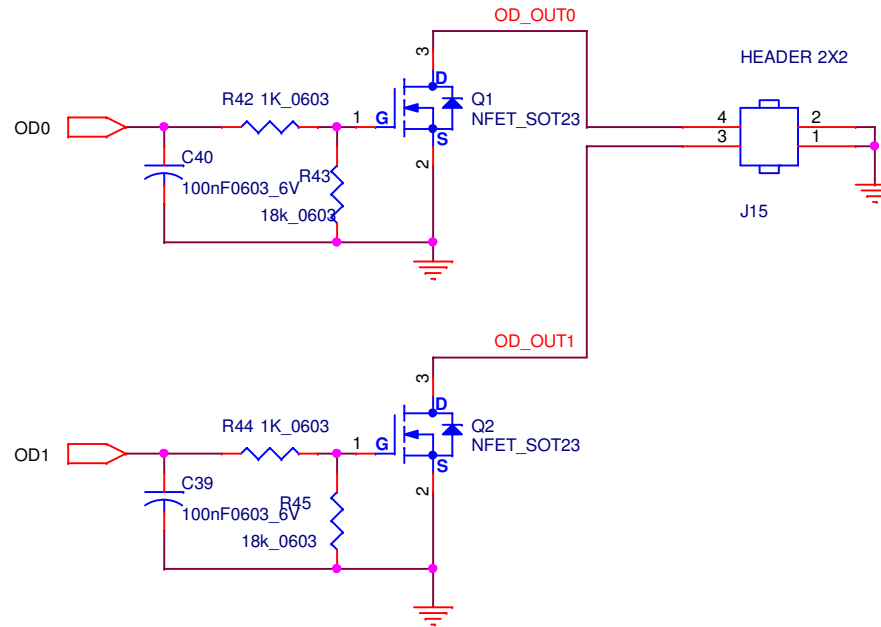 OD_OUT0
HEADER 2X2
3
D
R42 1K_0603
Q1
1
G
NFET_SOT23
4
2
OD0
S
3
1
C40
2
R43
100nF0603_6V
18k_0603
J15
OD_OUT1
3
D
R44 1K_0603
Q2
1
G
NFET_SOT23
OD1
S
C39
2
R45
100nF0603_6V
18k_0603